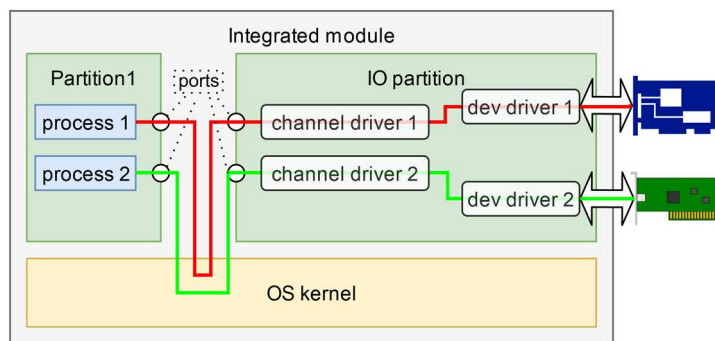 Integrated module
Partition1
ports
IO partition
process 1
channel driver 1
dev driver 1
process 2
channel driver 2
dev driver 2
OS kernel